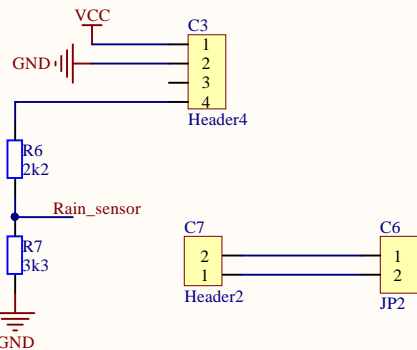 VCC
C3
1
GND
2
3
4
Header4
R6
2k2
Rain_sensor
R7
3k3
GND
C7
2
1
Header2
C6
1
2
JP2